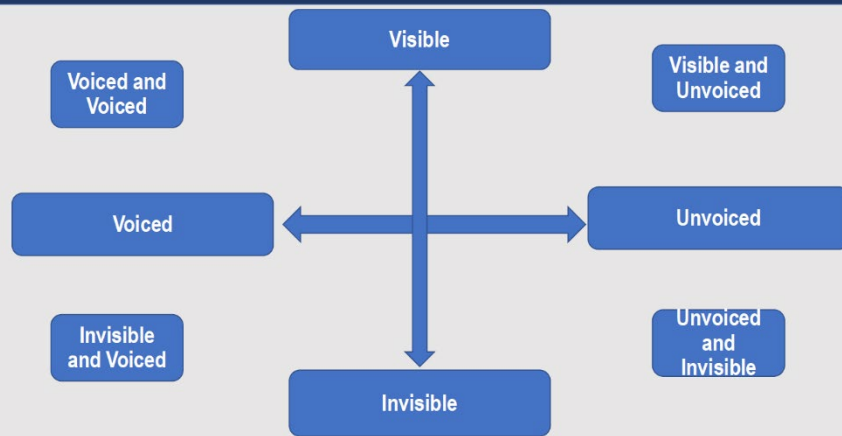 Visible
Voiced and
Voiced
Visible and
Unvoiced
Voiced
Unvoiced
Invisible
and Voiced
Unvoiced
and
Invisible
Invisible